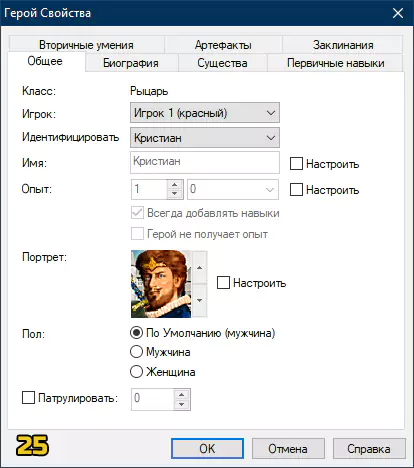 Герой Свойства
Вторичные умения Артефакты Заклинания
Общее Биография Существа Первичные навыки
Класс: Рыцарь
Игрок: Игрок 1 (красный)
Идентифицировать Кристиан
Имя: Кристиан Настроить
Опыт: 1 0 Настроить
Всегда добавлять навыки
Герой не получает опыт
Портрет: Настроить
Пол: По Умолчанию (мужчина)
Мужчина
Женщина
Патрулировать: 0
25 OK Отмена Справка